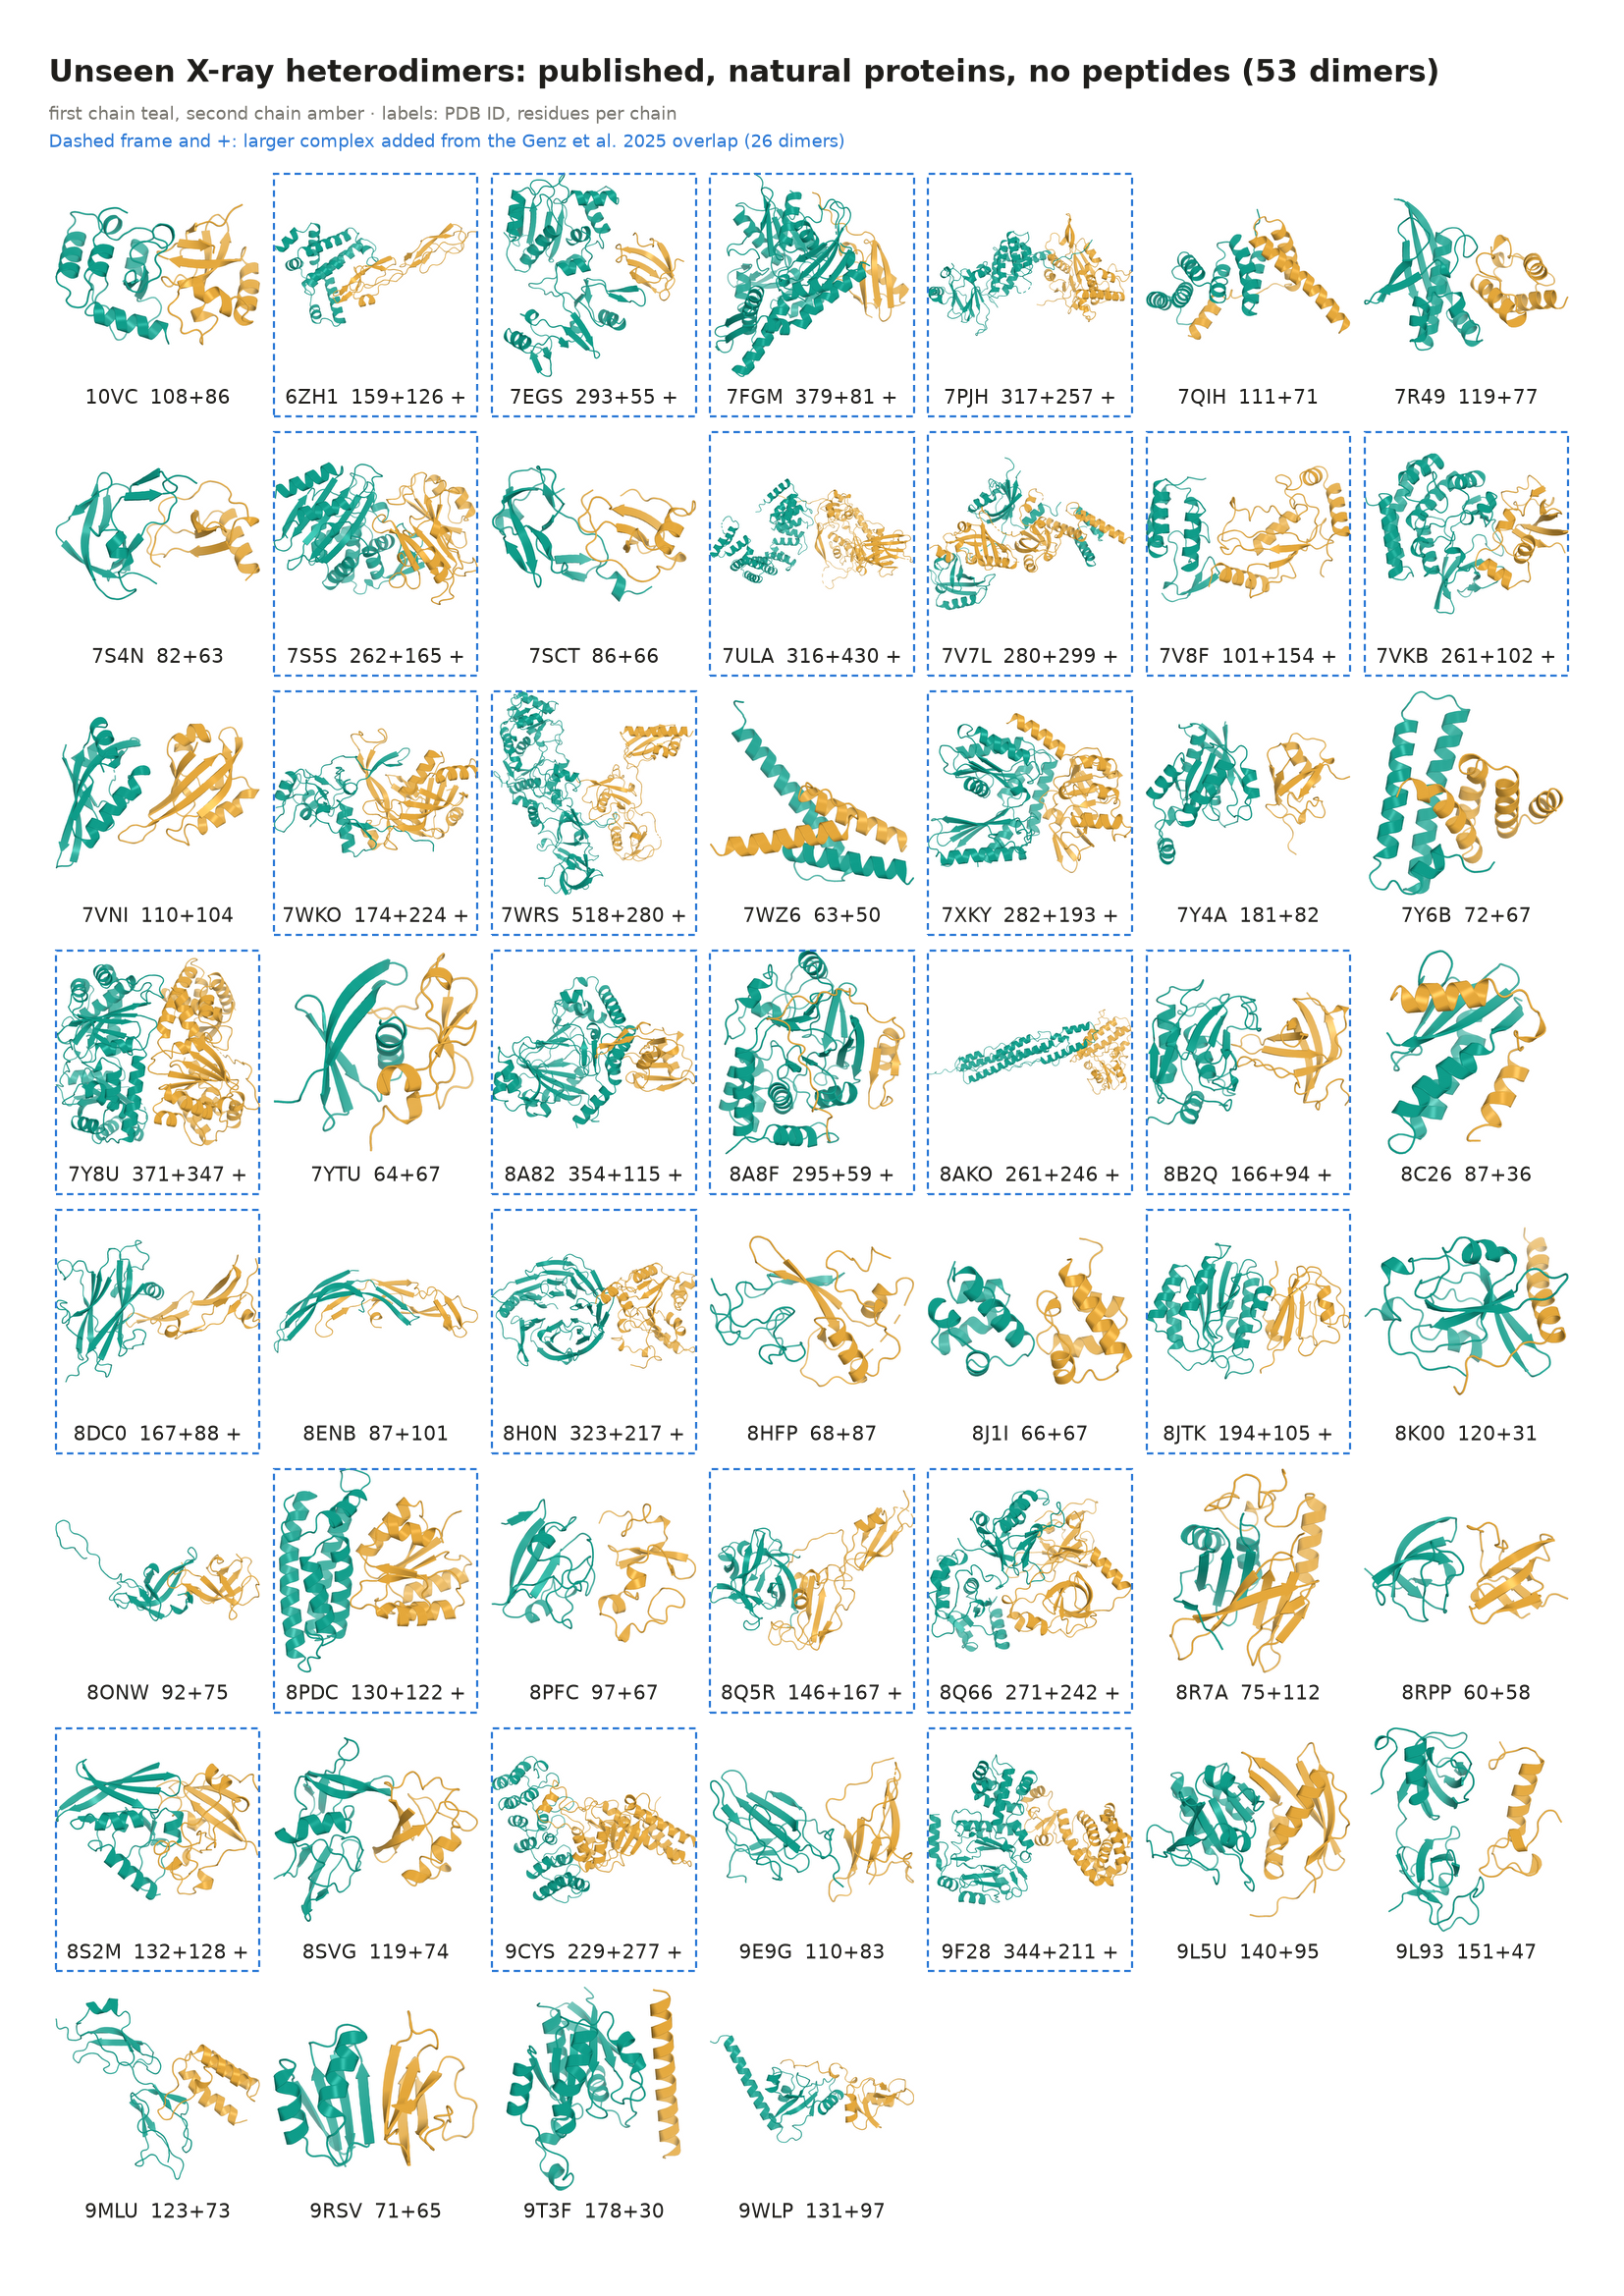 Unseen X-ray heterodimers: published, natural proteins, no peptides (53 dimers)
first chain teal, second chain amber · labels: PDB ID, residues per chain
Dashed frame and +: larger complex added from the Genz et al. 2025 overlap (26 dimers)
10VC 108+86
6ZH1 159+126 +
7EGS 293+55 +
7FGM 379+81 +
7PJH 317+257 +
7QIH 111+71
7R49 119+77
7S4N 82+63
7S5S 262+165 +
7SCT 86+66
7ULA 316+430 +
7V7L 280+299 +
7V8F 101+154 +
7VKB 261+102 +
7VNI 110+104
7WKO 174+224 +
7WRS 518+280 +
7WZ6 63+50
7XKY 282+193 +
7Y4A 181+82
7Y6B 72+67
7Y8U 371+347 +
7YTU 64+67
8A82 354+115 +
8A8F 295+59 +
8AKO 261+246 +
8B2Q 166+94 +
8C26 87+36
8DC0 167+88 +
8ENB 87+101
8H0N 323+217 +
8HFP 68+87
8J1I 66+67
8JTK 194+105 +
8K00 120+31
8ONW 92+75
8PDC 130+122 +
8PFC 97+67
8Q5R 146+167 +
8Q66 271+242 +
8R7A 75+112
8RPP 60+58
8S2M 132+128 +
8SVG 119+74
9CYS 229+277 +
9E9G 110+83
9F28 344+211 +
9L5U 140+95
9L93 151+47
9MLU 123+73
9RSV 71+65
9T3F 178+30
9WLP 131+97